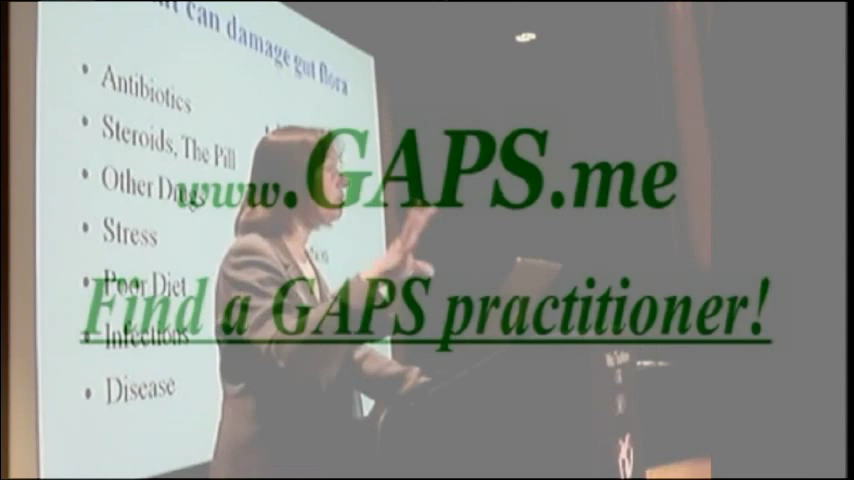 can damage gut flora
• Antibiotics
• Steroids, The Pill
• Other Drugs
• Stress
• Poor Diet
• Infections
• Disease
www.GAPS.me
Find a GAPS practitioner!